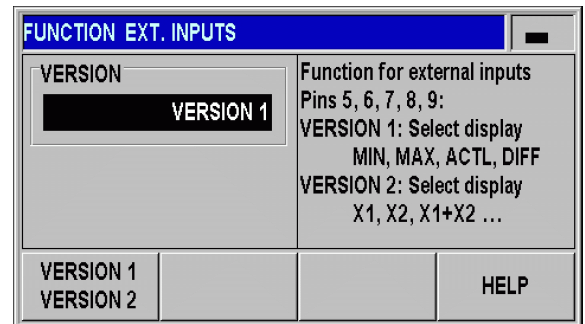 FUNCTION EXT. INPUTS
VERSION
VERSION 1
Function for external inputs
Pins 5, 6, 7, 8, 9:
VERSION 1: Select display
MIN, MAX, ACTL, DIFF
VERSION 2: Select display
X1, X2, X1+X2 ...
VERSION 1
VERSION 2
HELP